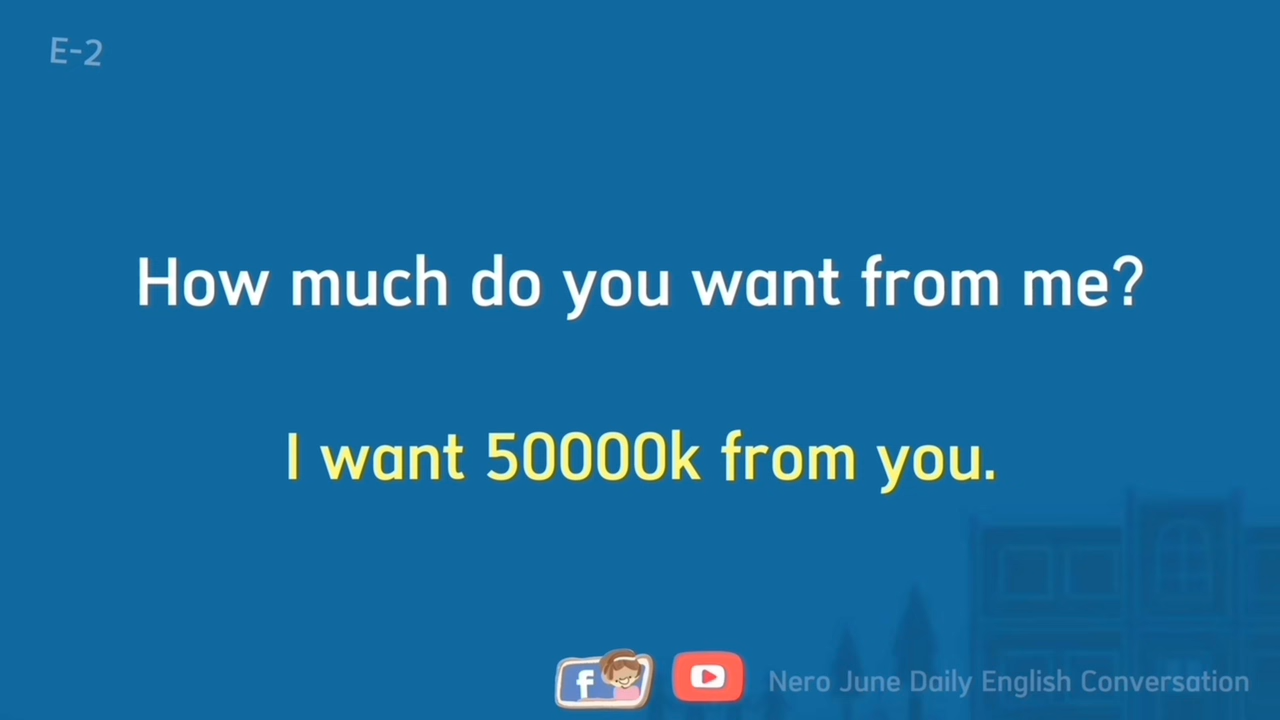 E-2
How much do you want from me?
I want 50000k from you.
f
Nero June Daily English Conversation